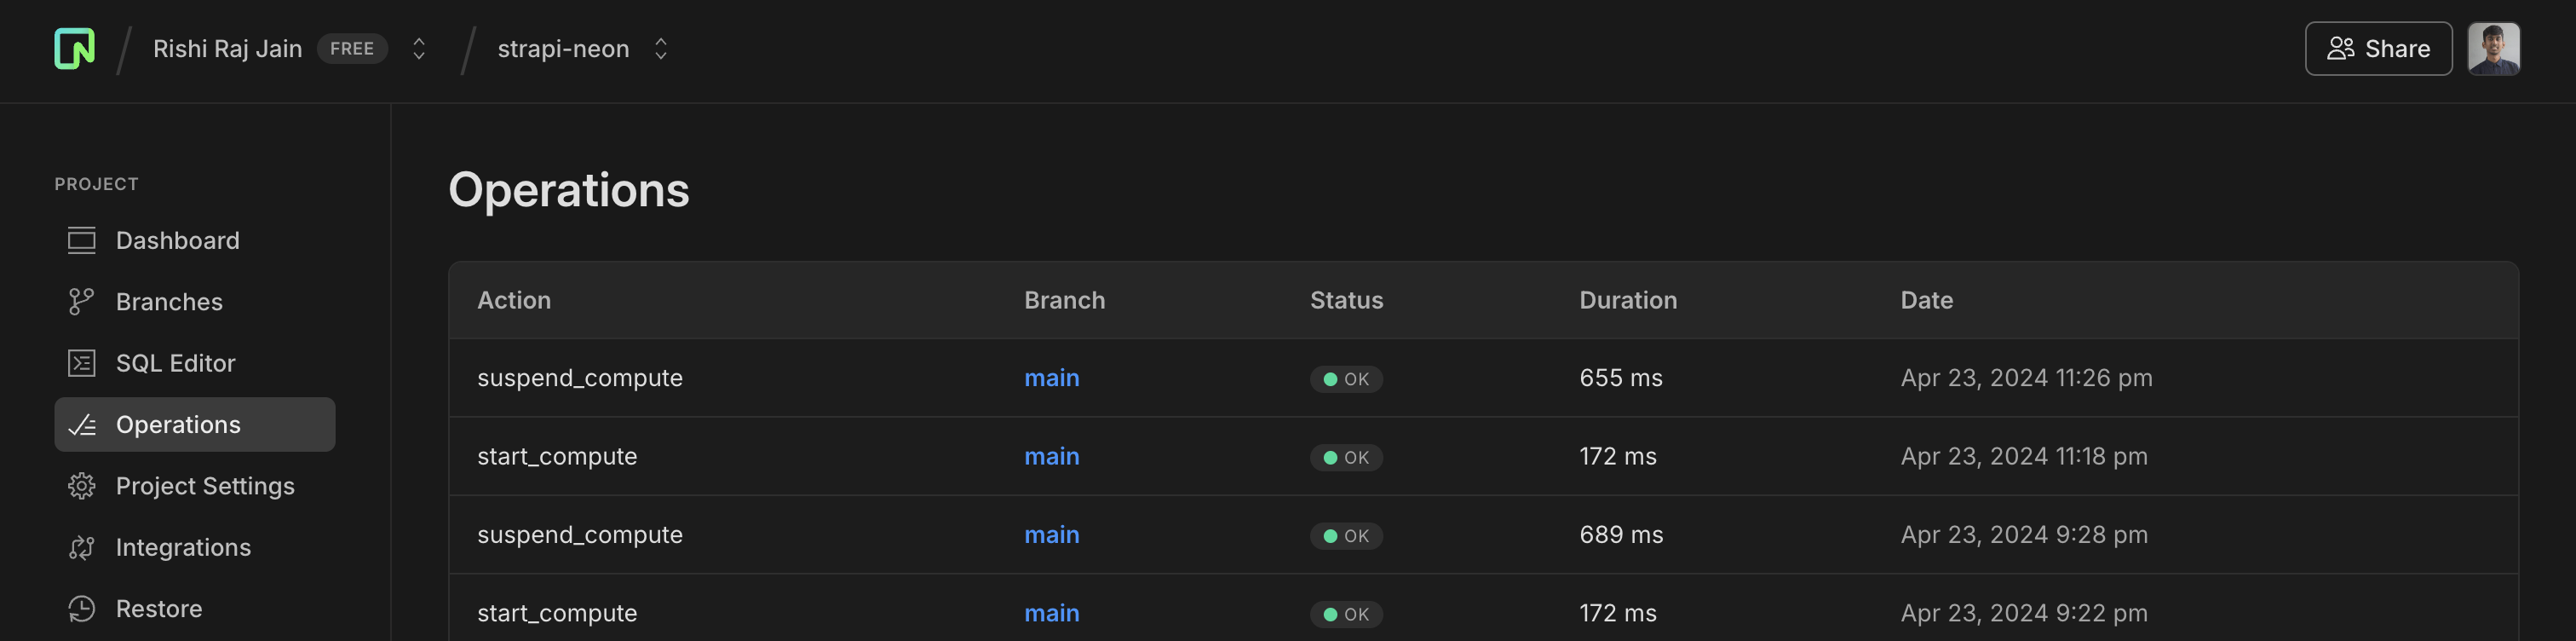 Rishi Raj Jain FREE strapi-neon Share
PROJECT
Dashboard
Branches
SQL Editor
Operations
Project Settings
Integrations
Restore
Operations
Action Branch Status Duration Date
suspend_compute main OK 655 ms Apr 23, 2024 11:26 pm
start_compute main OK 172 ms Apr 23, 2024 11:18 pm
suspend_compute main OK 689 ms Apr 23, 2024 9:28 pm
start_compute main OK 172 ms Apr 23, 2024 9:22 pm